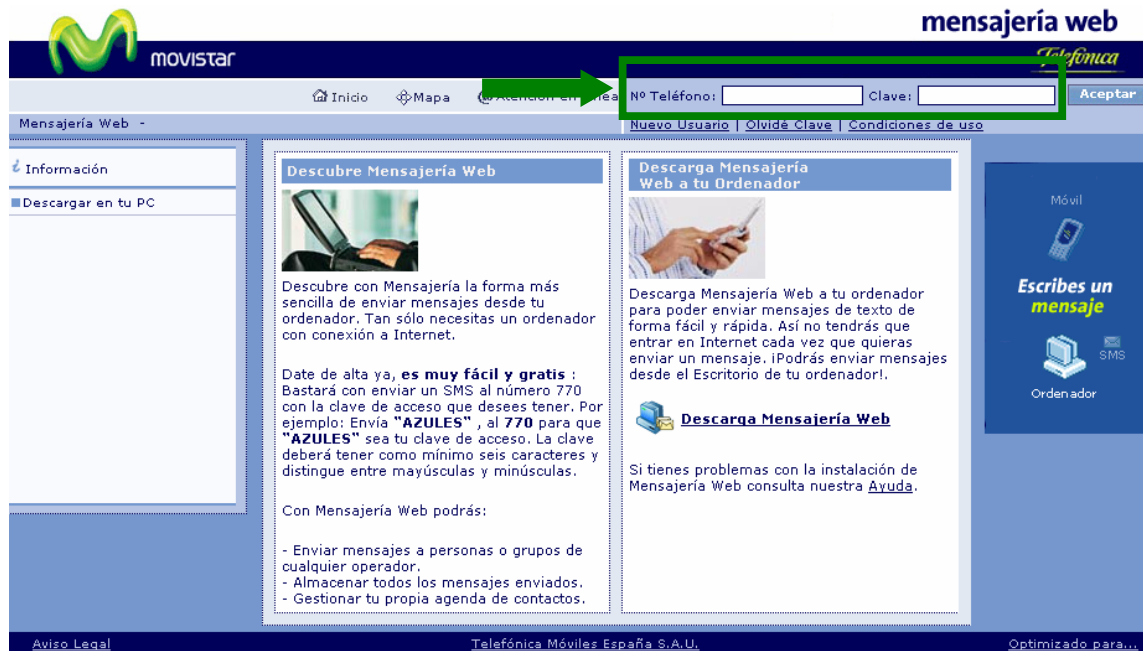 mensajería web
movistar
Telefónica
Inicio Mapa @ Atención en línea Nº Teléfono: Clave: Aceptar
Mensajería Web -
Nuevo Usuario | Olvidé Clave | Condiciones de uso
i Información
Descargar en tu PC
Descubre Mensajería Web
Descubre con Mensajería la forma más
sencilla de enviar mensajes desde tu
ordenador. Tan sólo necesitas un ordenador
con conexión a Internet.
Date de alta ya, es muy fácil y gratis :
Bastará con enviar un SMS al número 770
con la clave de acceso que desees tener. Por
ejemplo: Envía "AZULES" , al 770 para que
"AZULES" sea tu clave de acceso. La clave
deberá tener como mínimo seis caracteres y
distingue entre mayúsculas y minúsculas.
Con Mensajería Web podrás:
- Enviar mensajes a personas o grupos de
cualquier operador.
- Almacenar todos los mensajes enviados.
- Gestionar tu propia agenda de contactos.
Descarga Mensajería
Web a tu Ordenador
Descarga Mensajería Web a tu ordenador
para poder enviar mensajes de texto de
forma fácil y rápida. Así no tendrás que
entrar en Internet cada vez que quieras
enviar un mensaje. ¡Podrás enviar mensajes
desde el Escritorio de tu ordenador!.
Descarga Mensajería Web
Si tienes problemas con la instalación de
Mensajería Web consulta nuestra Ayuda.
Móvil
Escribes un
mensaje
SMS
Ordenador
Aviso Legal
Telefónica Móviles España S.A.U.
Optimizado para...